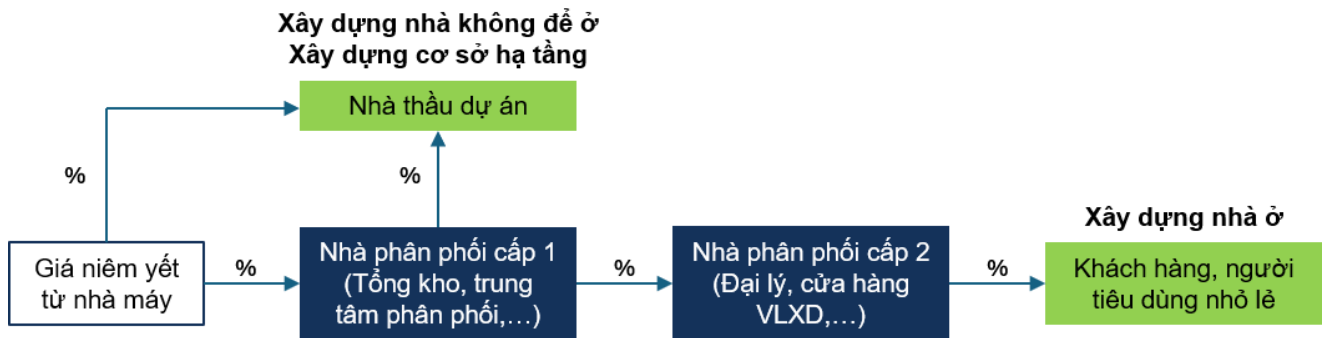 Xây dựng nhà không để ở
Xây dựng cơ sở hạ tầng
Nhà thầu dự án
%
%
Xây dựng nhà ở
Giá niêm yết
từ nhà máy
%
Nhà phân phối cấp 1
(Tổng kho, trung
tâm phân phối,…)
%
Nhà phân phối cấp 2
(Đại lý, cửa hàng
VLXD,…)
%
Khách hàng, người
tiêu dùng nhỏ lẻ